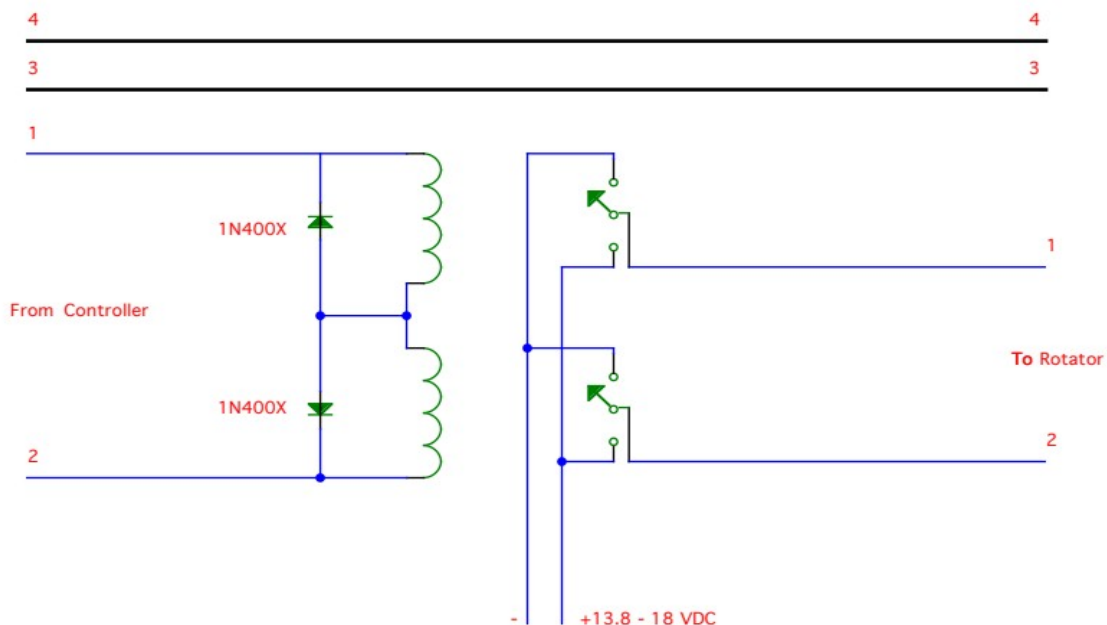 4 4
3 3
1
1N400X
1
From Controller
To Rotator
1N400X
2
2
- +13.8 - 18 VDC